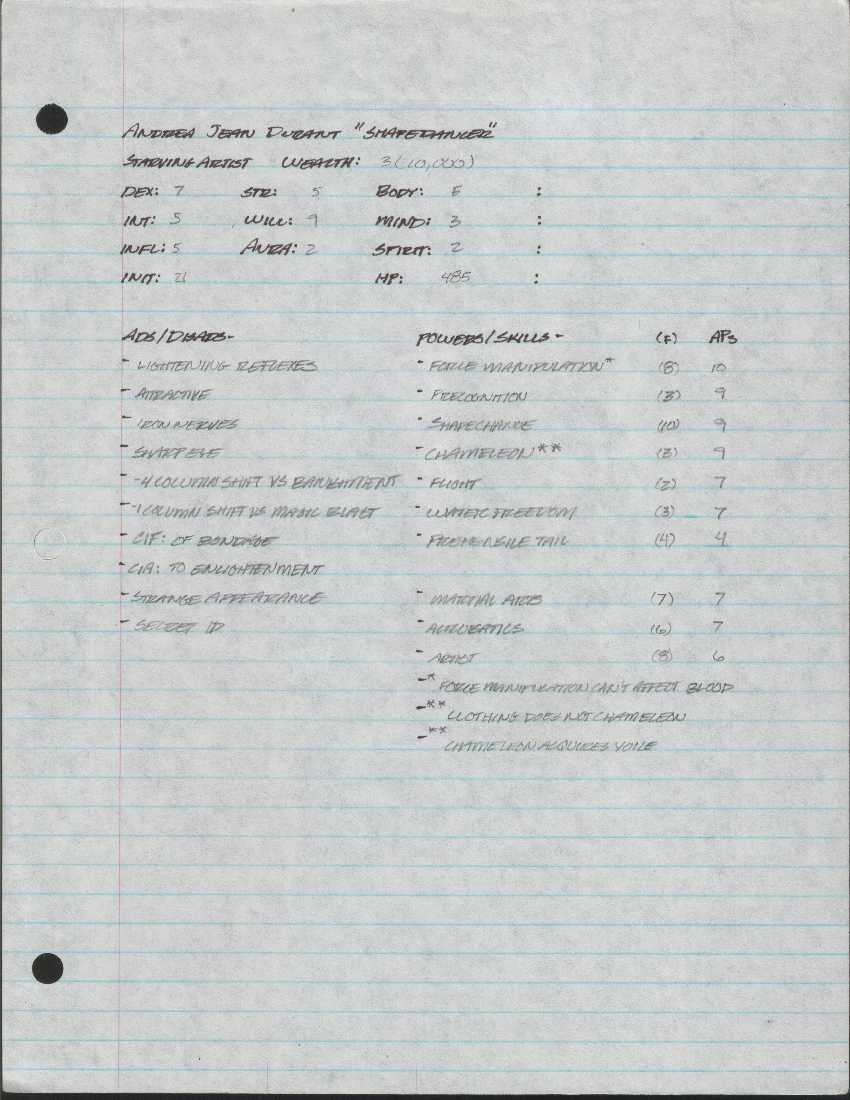 ANDREA JEAN DURANT "SHAPEDANCER"
STARVING ARTIST WEALTH: 3 (10,000)
DEX: 7 STR: 5 BODY: 5 :
INT: 5 WILL: 9 MIND: 3 :
INFL: 5 AURA: 2 SPIRIT: 2 :
INIT: 21 HP: 485 :
ADS/DISADS-
- LIGHTENING REFLEXES
- ATTRACTIVE
- IRON NERVES
- SHARP EYE
- -4 COLUMN SHIFT VS BANISHMENT
- -1 COLUMN SHIFT VS MAGIC BLAST
- CIF: OF BONDAGE
- CIA: TO ENLIGHTENMENT
- STRANGE APPEARANCE
- SECRET ID
POWERS/SKILLS - (F) APs
- FORCE MANIPULATION* (8) 10
- PRECOGNITION (3) 9
- SHAPECHANGE (10) 9
- CHAMELEON** (3) 9
- FLIGHT (2) 7
- WATER FREEDOM (3) 7
- PREHENSILE TAIL (4) 4
- MARTIAL ARTS (7) 7
- ACROBATICS (6) 7
- ARTIST (8) 6
-* FORCE MANIPULATION CAN'T AFFECT BLOOD
-** CLOTHING DOES NOT CHAMELEON
-** CHAMELEON ACQUIRES VOICE